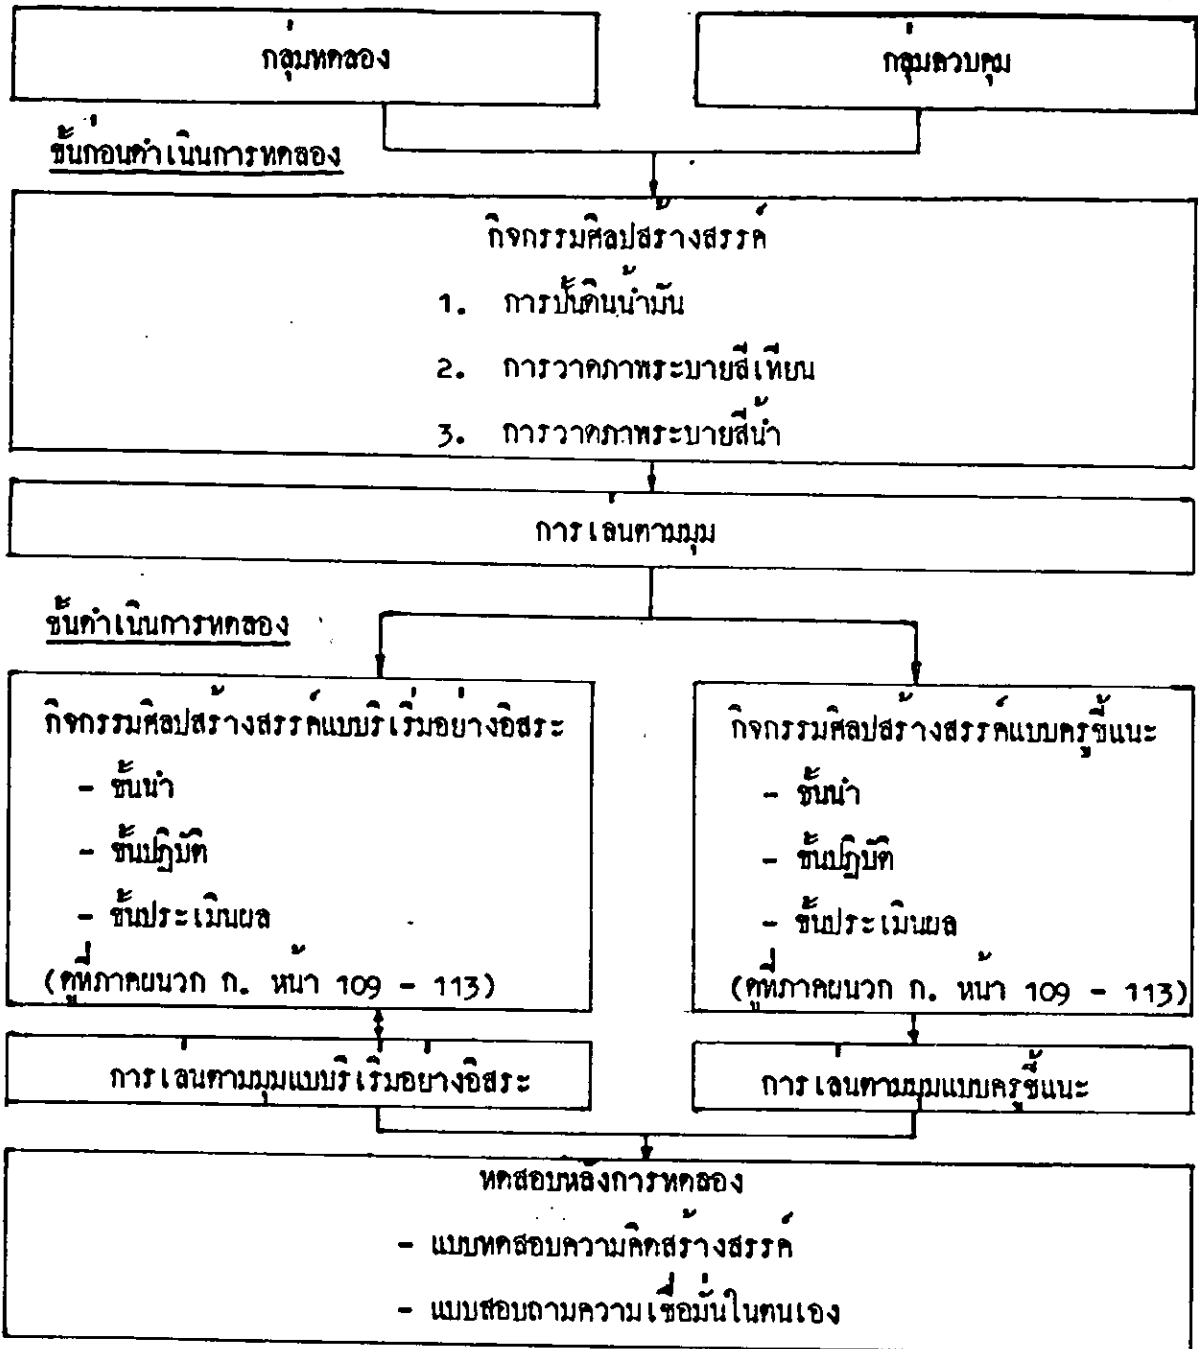 กลุ่มทดลอง
กลุ่มควบคุม
ขั้นก่อนดำเนินการทดลอง
กิจกรรมศิลปสร้างสรรค์
1. การปั้นดินน้ำมัน
2. การวาดภาพระบายสีเทียน
3. การวาดภาพระบายสีน้ำ
การเล่นตามมุม
ขั้นดำเนินการทดลอง
กิจกรรมศิลปสร้างสรรค์แบบริเริ่มอย่างอิสระ
- ขั้นนำ
- ขั้นปฏิบัติ
- ขั้นประเมินผล
(ดูที่ภาคผนวก ก. หน้า 109 - 113)
กิจกรรมศิลปสร้างสรรค์แบบครูชี้แนะ
- ขั้นนำ
- ขั้นปฏิบัติ
- ขั้นประเมินผล
(ดูที่ภาคผนวก ก. หน้า 109 - 113)
การเล่นตามมุมแบบริเริ่มอย่างอิสระ
การเล่นตามมุมแบบครูชี้แนะ
ทดสอบหลังการทดลอง
- แบบทดสอบความคิดสร้างสรรค์
- แบบสอบถามความเชื่อมั่นในตนเอง